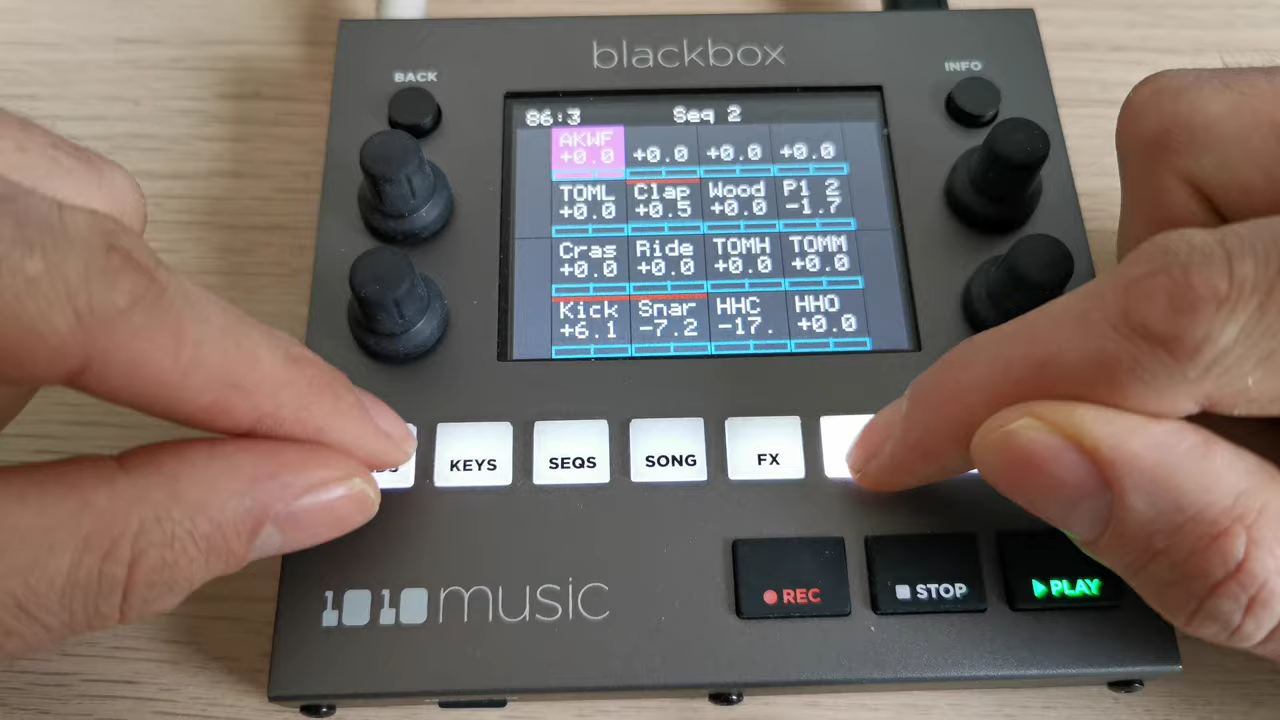 blackbox
BACK
INFO
86:3 Seq 2
AKWF
+0.0 +0.0 +0.0 +0.0
TOML Clap Wood P1 2
+0.0 +0.5 +0.0 -1.7
Cras Ride TOMH TOMM
+0.0 +0.0 +0.0 +0.0
Kick Snar HHC HHO
+6.1 -7.2 -17. +0.0
KEYS SEQS SONG FX
REC STOP PLAY
1010music